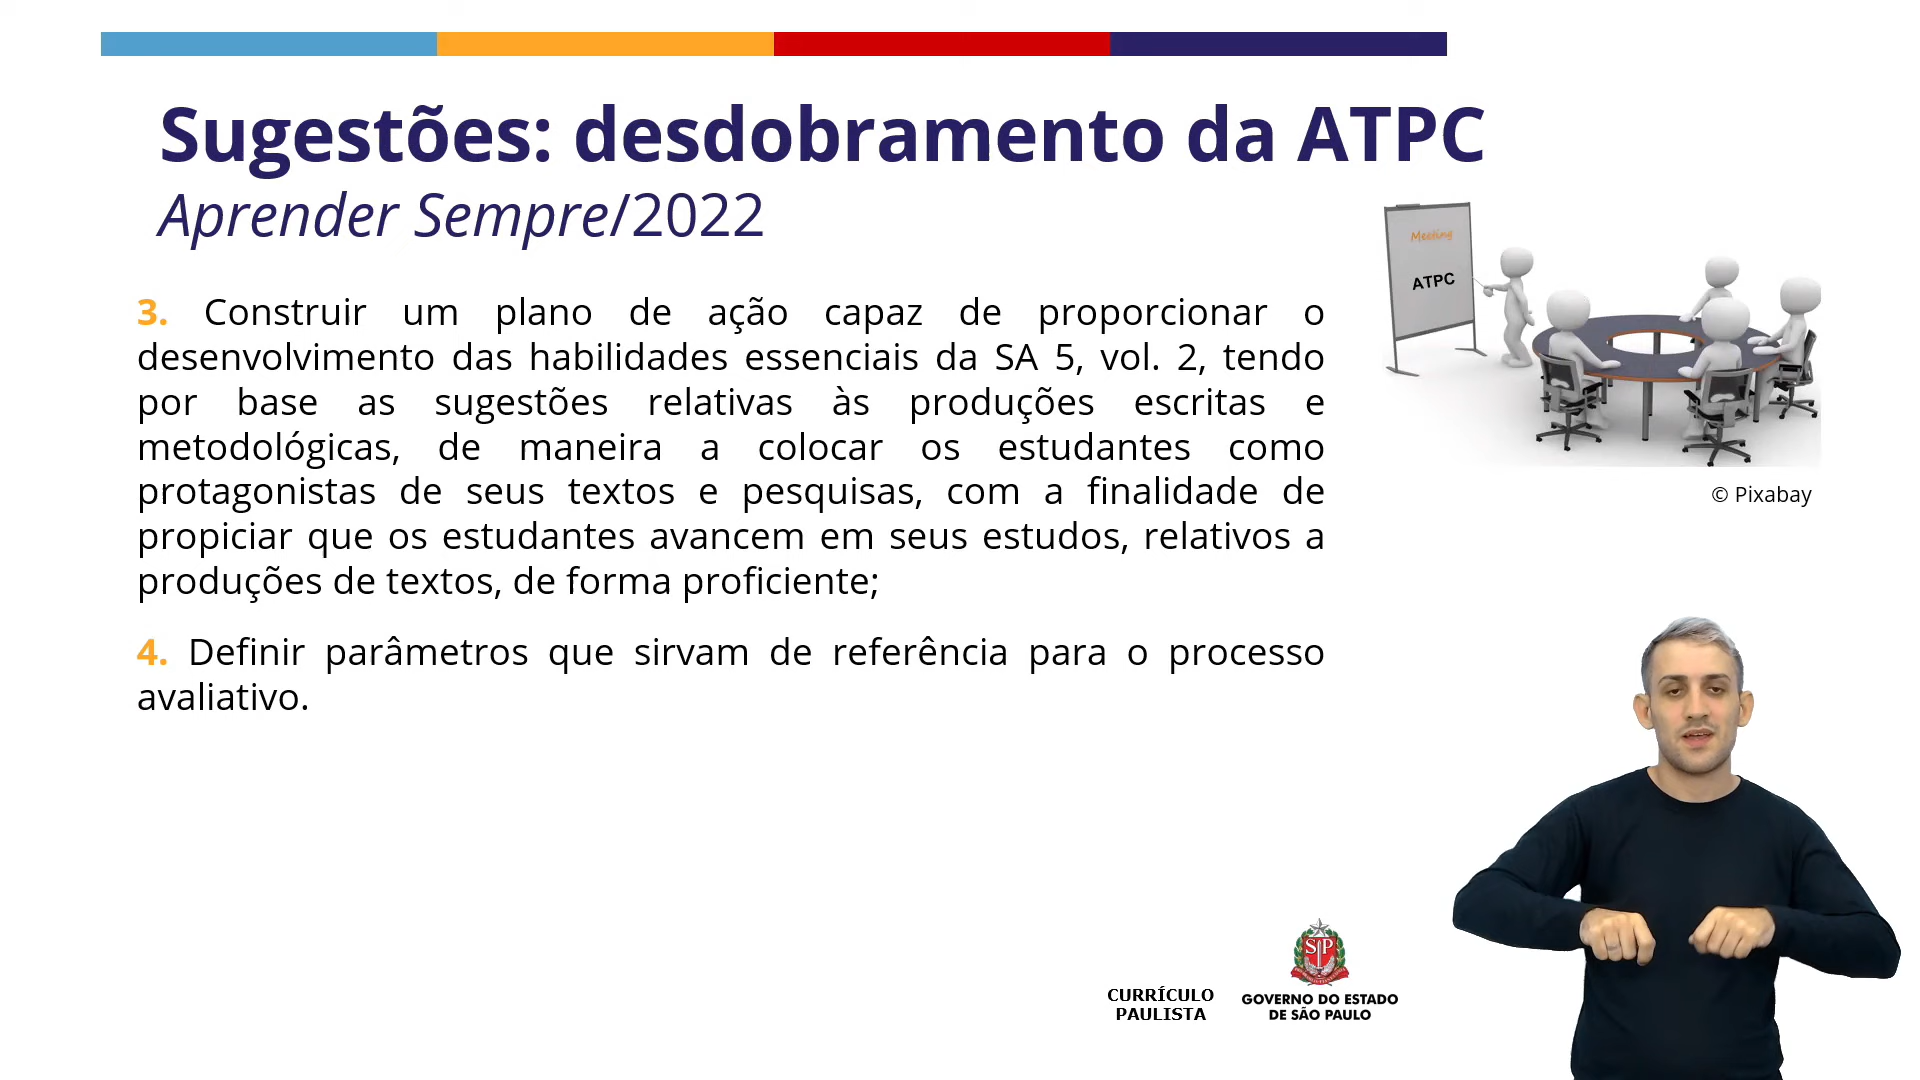 Sugestões: desdobramento da ATPC
Aprender Sempre/2022
Meeting
ATPC
3. Construir um plano de ação capaz de proporcionar o
desenvolvimento das habilidades essenciais da SA 5, vol. 2, tendo
por base as sugestões relativas às produções escritas e
metodológicas, de maneira a colocar os estudantes como
protagonistas de seus textos e pesquisas, com a finalidade de
propiciar que os estudantes avancem em seus estudos, relativos a
produções de textos, de forma proficiente;
© Pixabay
4. Definir parâmetros que sirvam de referência para o processo
avaliativo.
SP
CURRÍCULO
PAULISTA
GOVERNO DO ESTADO
DE SÃO PAULO